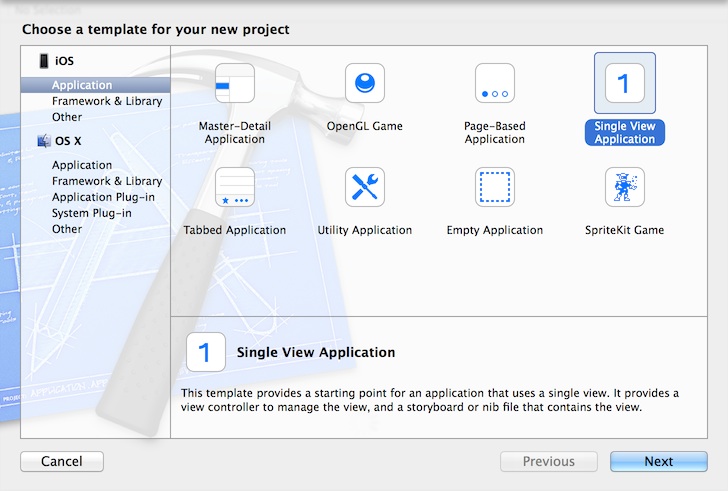 Choose a template for your new project
iOS
Application
Framework & Library
Other
OS X
Application
Framework & Library
Application Plug-in
System Plug-in
Other
Master-Detail
Application
OpenGL Game
Page-Based
Application
1
Single View
Application
Tabbed Application
Utility Application
Empty Application
SpriteKit Game
1
Single View Application
This template provides a starting point for an application that uses a single view. It provides a
view controller to manage the view, and a storyboard or nib file that contains the view.
Cancel
Previous
Next